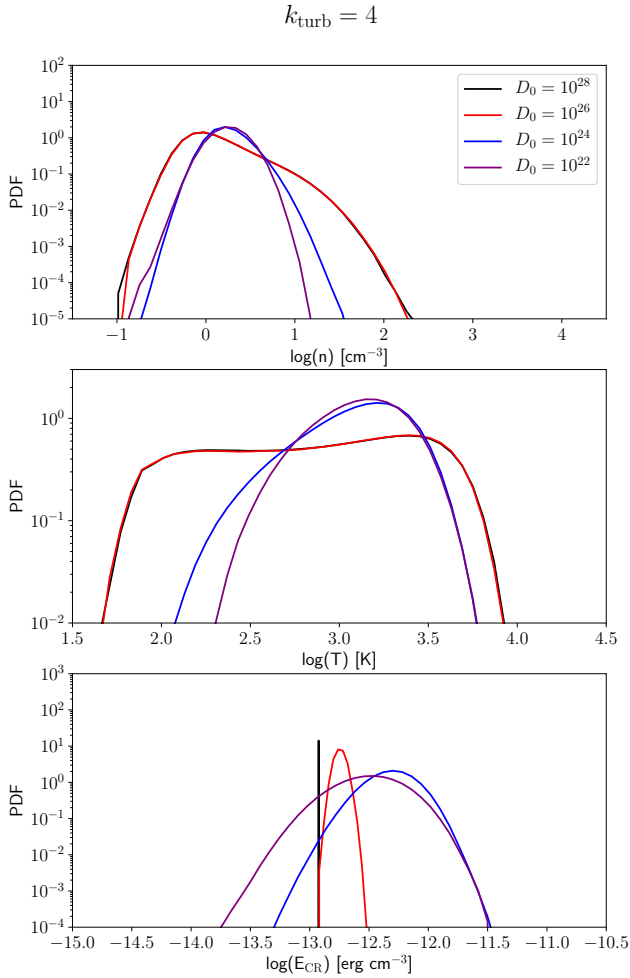 k_turb = 4
10^2
10^1
10^0
10^−1
10^−2
10^−3
10^−4
10^−5
PDF
D_0 = 10^28
D_0 = 10^26
D_0 = 10^24
D_0 = 10^22
−1 0 1 2 3 4
log(n) [cm^−3]
10^0
10^−1
10^−2
PDF
1.5 2.0 2.5 3.0 3.5 4.0 4.5
log(T) [K]
10^3
10^2
10^1
10^0
10^−1
10^−2
10^−3
10^−4
PDF
−15.0 −14.5 −14.0 −13.5 −13.0 −12.5 −12.0 −11.5 −11.0 −10.5
log(E_CR) [erg cm^−3]